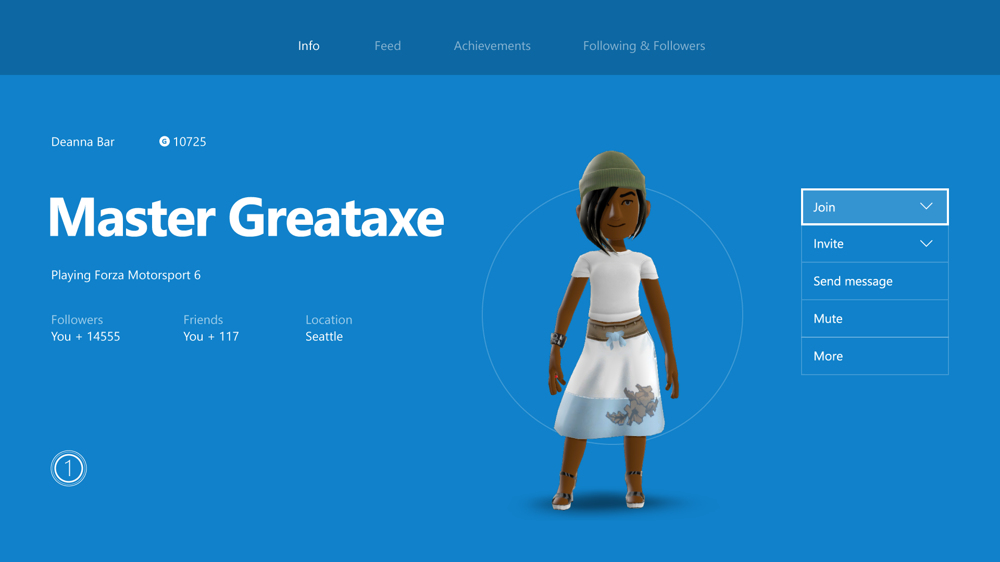 Info Feed Achievements Following & Followers
Deanna Bar G 10725
Master Greataxe
Playing Forza Motorsport 6
Followers Friends Location
You + 14555 You + 117 Seattle
1
Join
Invite
Send message
Mute
More